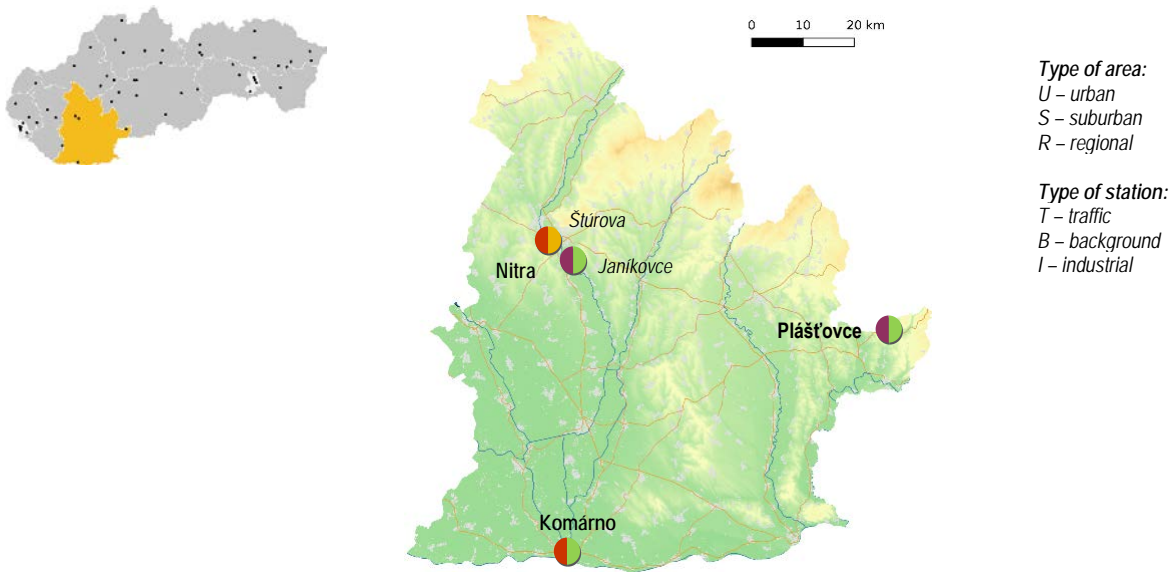 0 10 20 km
Type of area:
U – urban
S – suburban
R – regional
Type of station:
T – traffic
B – background
I – industrial
Štúrova
Nitra
Janíkovce
Plášťovce
Komárno